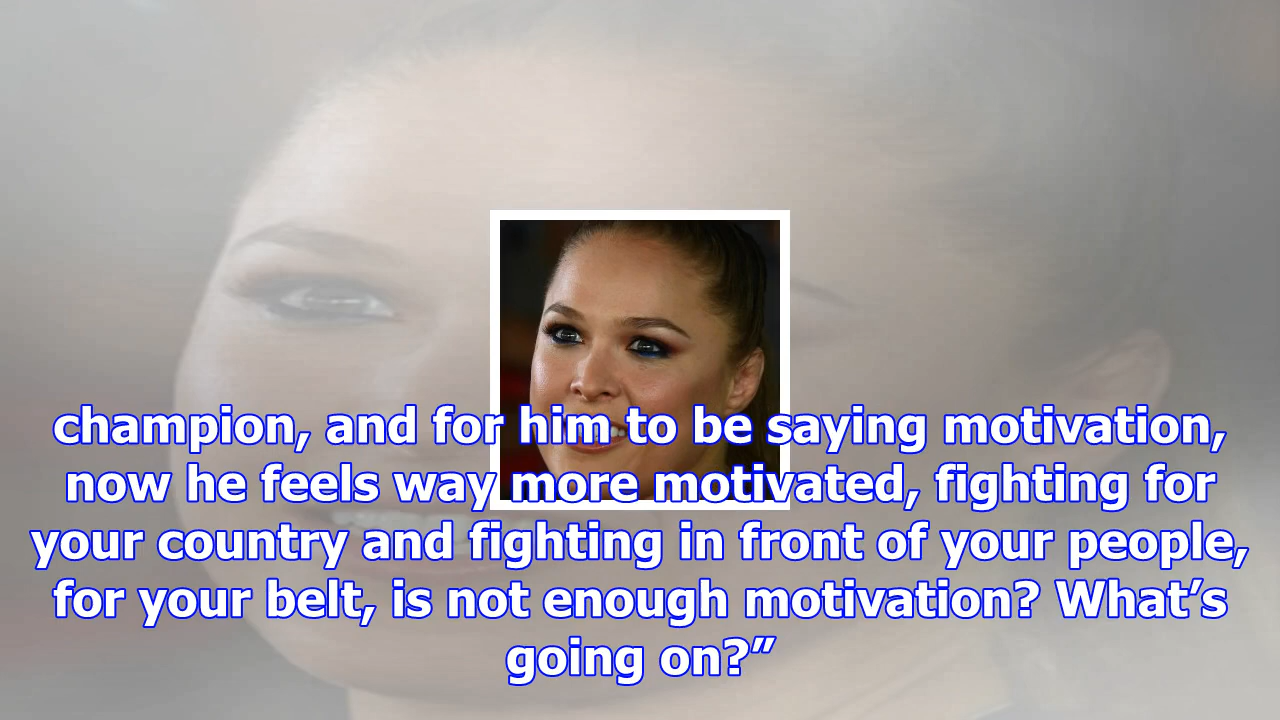 champion, and for him to be saying motivation,
now he feels way more motivated, fighting for
your country and fighting in front of your people,
for your belt, is not enough motivation? What’s
going on?”